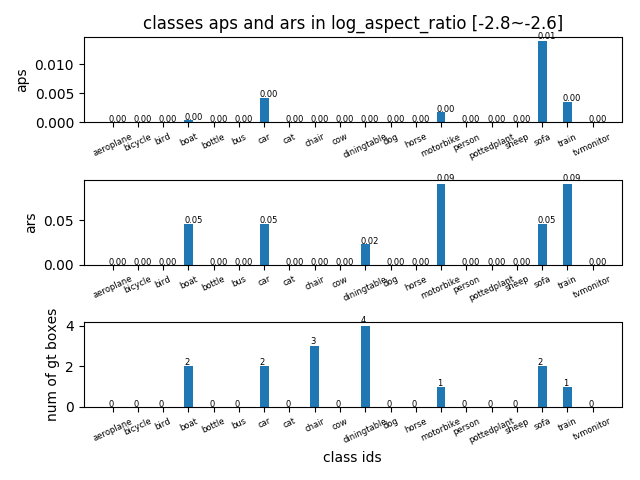 classes aps and ars in log_aspect_ratio [-2.8~-2.6]
aps
0.010
0.005
0.000
0.00 0.00 0.00 0.00 0.00 0.00 0.00 0.00 0.00 0.00 0.00 0.00 0.00 0.00 0.00 0.00 0.00 0.01 0.00 0.00
aeroplane bicycle bird boat bottle bus car cat chair cow diningtable dog horse motorbike person pottedplant sheep sofa train tvmonitor
ars
0.05
0.00
0.00 0.00 0.00 0.05 0.00 0.00 0.05 0.00 0.00 0.00 0.02 0.00 0.00 0.09 0.00 0.00 0.00 0.05 0.09 0.00
aeroplane bicycle bird boat bottle bus car cat chair cow diningtable dog horse motorbike person pottedplant sheep sofa train tvmonitor
num of gt boxes
4
2
0
0 0 0 2 0 0 2 0 3 0 4 0 0 1 0 0 0 2 1 0
aeroplane bicycle bird boat bottle bus car cat chair cow diningtable dog horse motorbike person pottedplant sheep sofa train tvmonitor
class ids